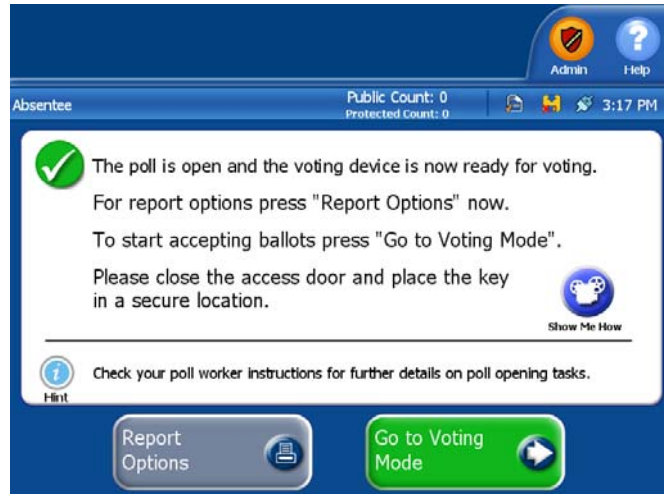 Admin Help
Absentee Public Count: 0 3:17 PM
Protected Count: 0
The poll is open and the voting device is now ready for voting.
For report options press "Report Options" now.
To start accepting ballots press "Go to Voting Mode".
Please close the access door and place the key
in a secure location.
Show Me How
Check your poll worker instructions for further details on poll opening tasks.
Hint
Report
Options
Go to Voting
Mode